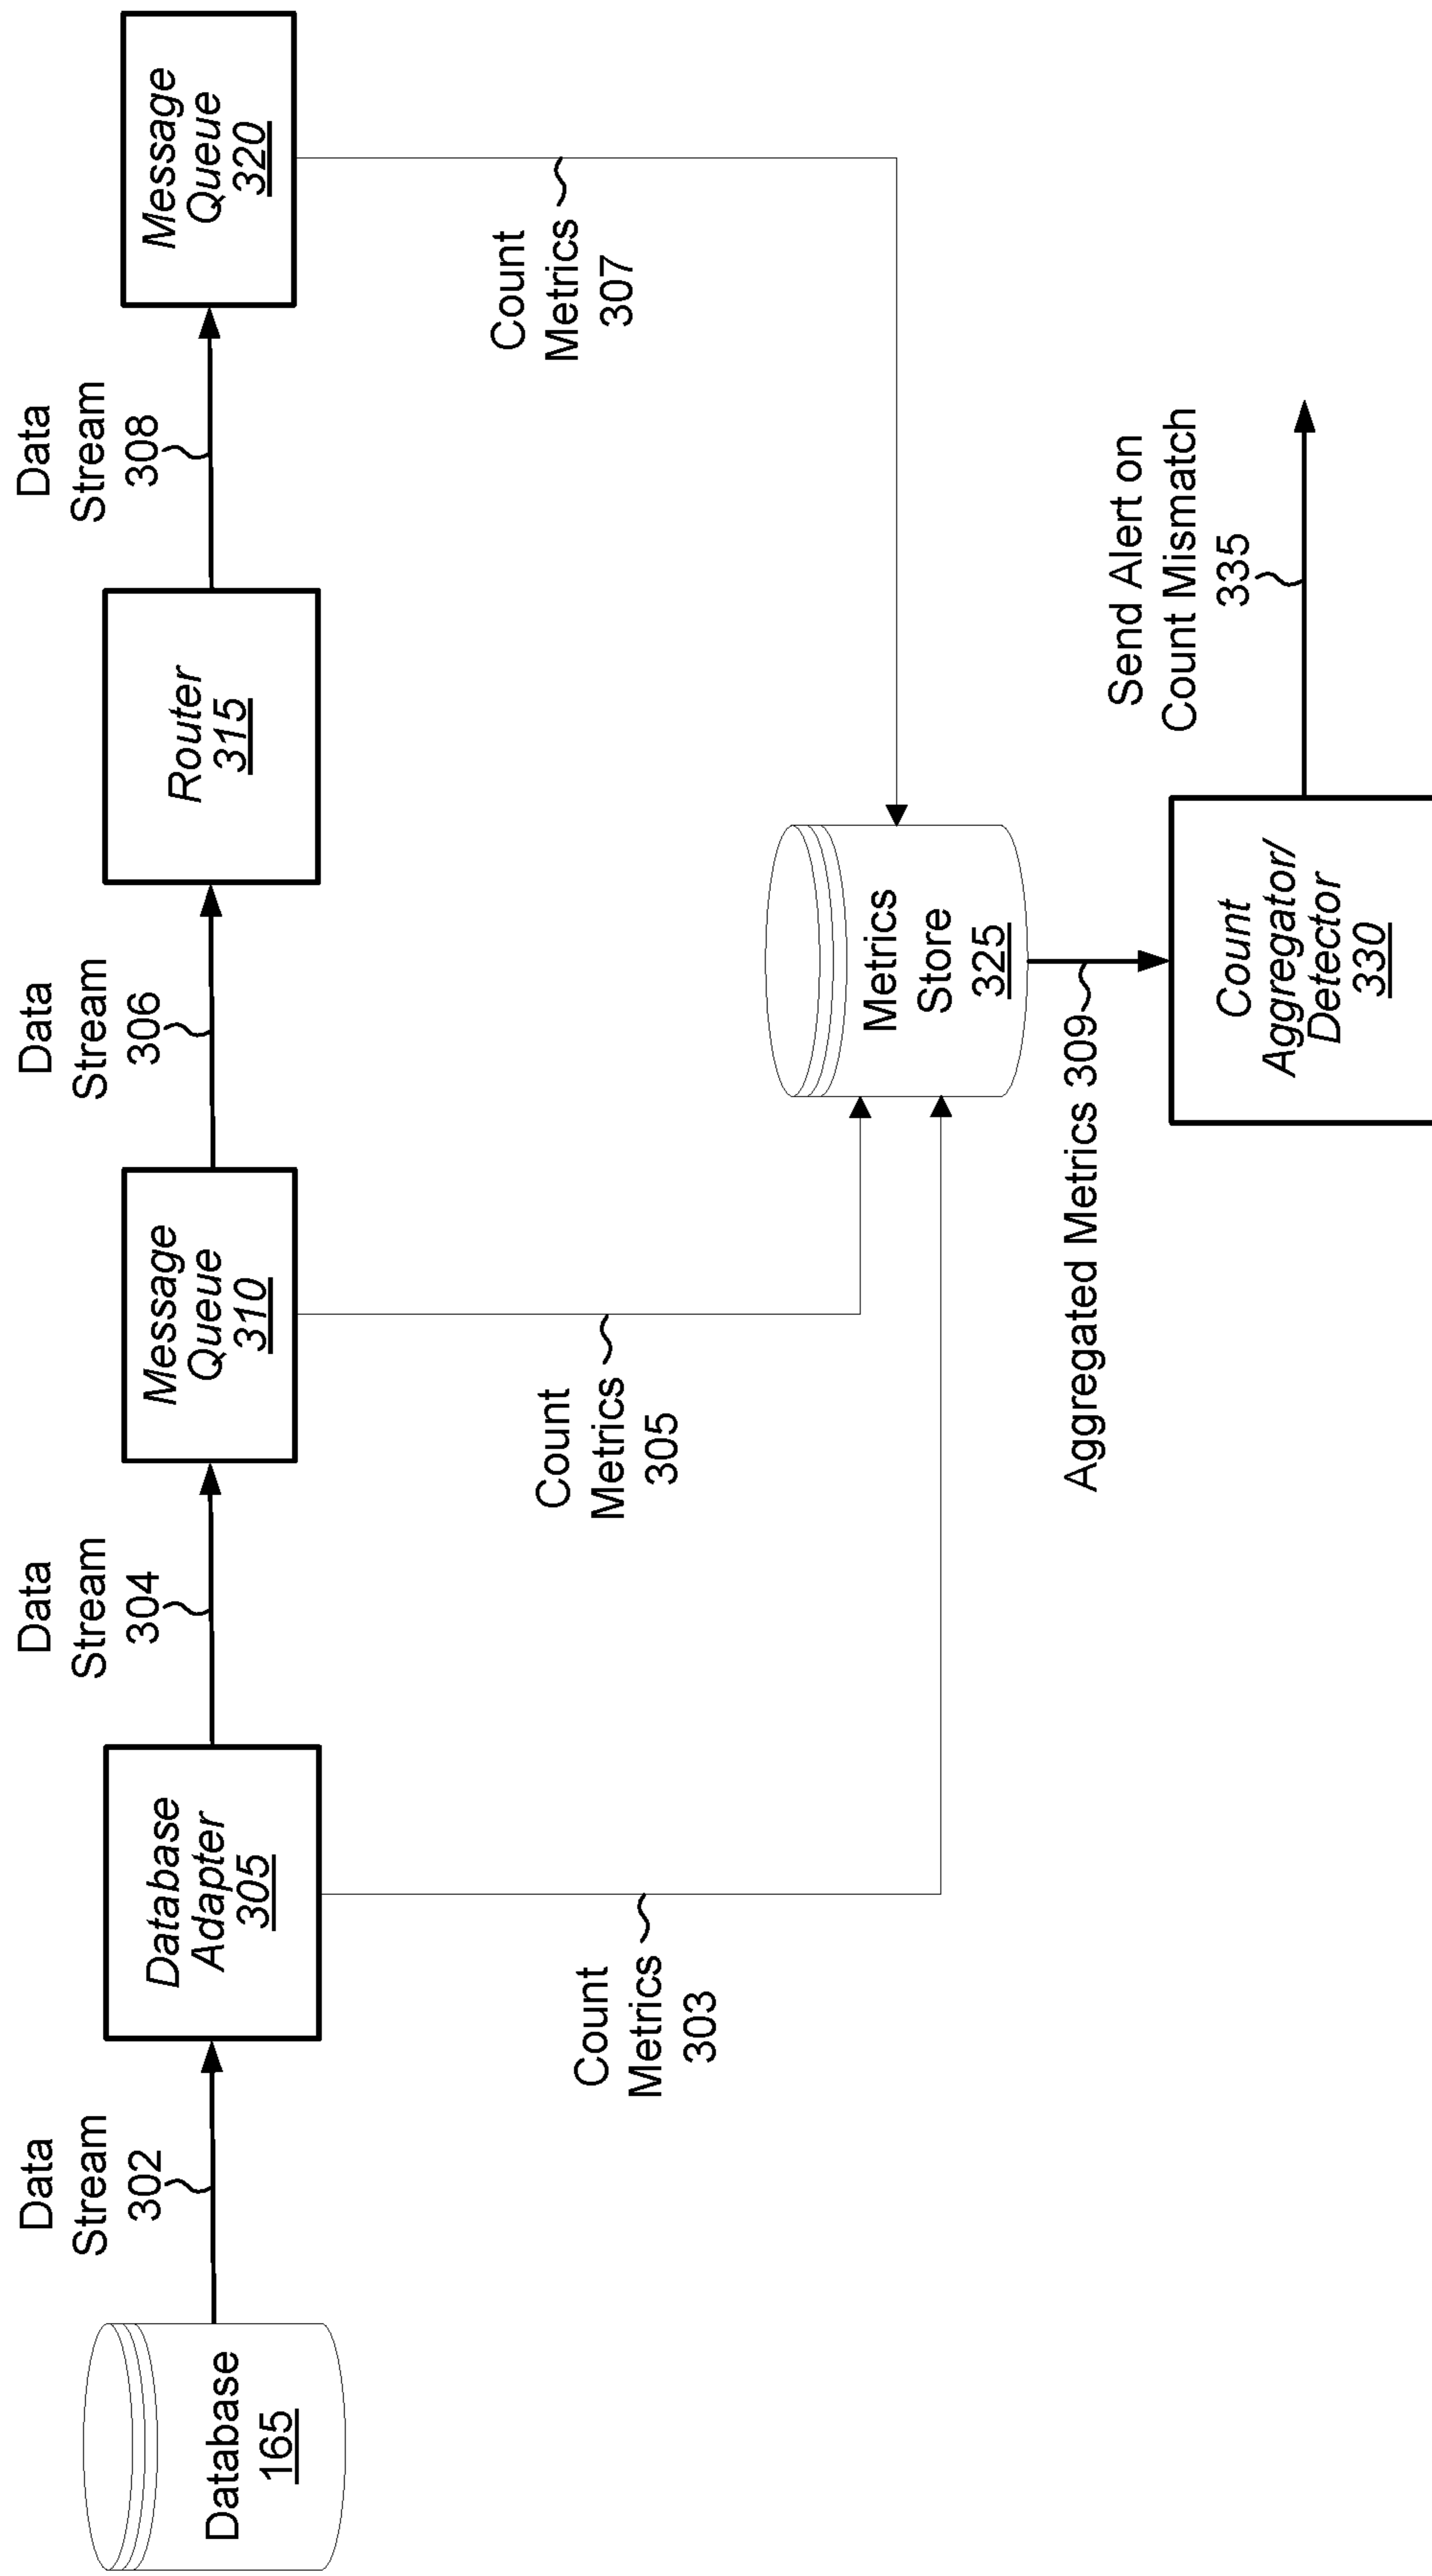 Data
Stream
302
Data
Stream
304
Data
Stream
306
Data
Stream
308
Database
165
Database
Adapter
305
Message
Queue
310
Router
315
Message
Queue
320
Count
Metrics
303
Count
Metrics
305
Count
Metrics
307
Metrics
Store
325
Aggregated Metrics 309
Send Alert on
Count Mismatch
335
Count
Aggregator/
Detector
330